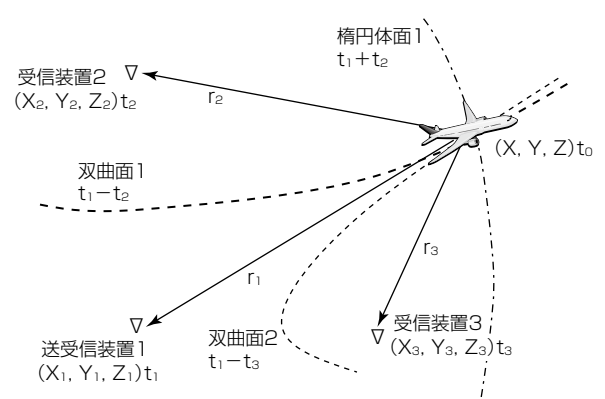 楕円体面1
t₁+t₂
受信装置2 ∇
(X₂, Y₂, Z₂)t₂
r₂
(X, Y, Z)t₀
双曲面1
t₁−t₂
r₃
r₁
∇
送受信装置1
(X₁, Y₁, Z₁)t₁
双曲面2
t₁−t₃
∇ 受信装置3
(X₃, Y₃, Z₃)t₃